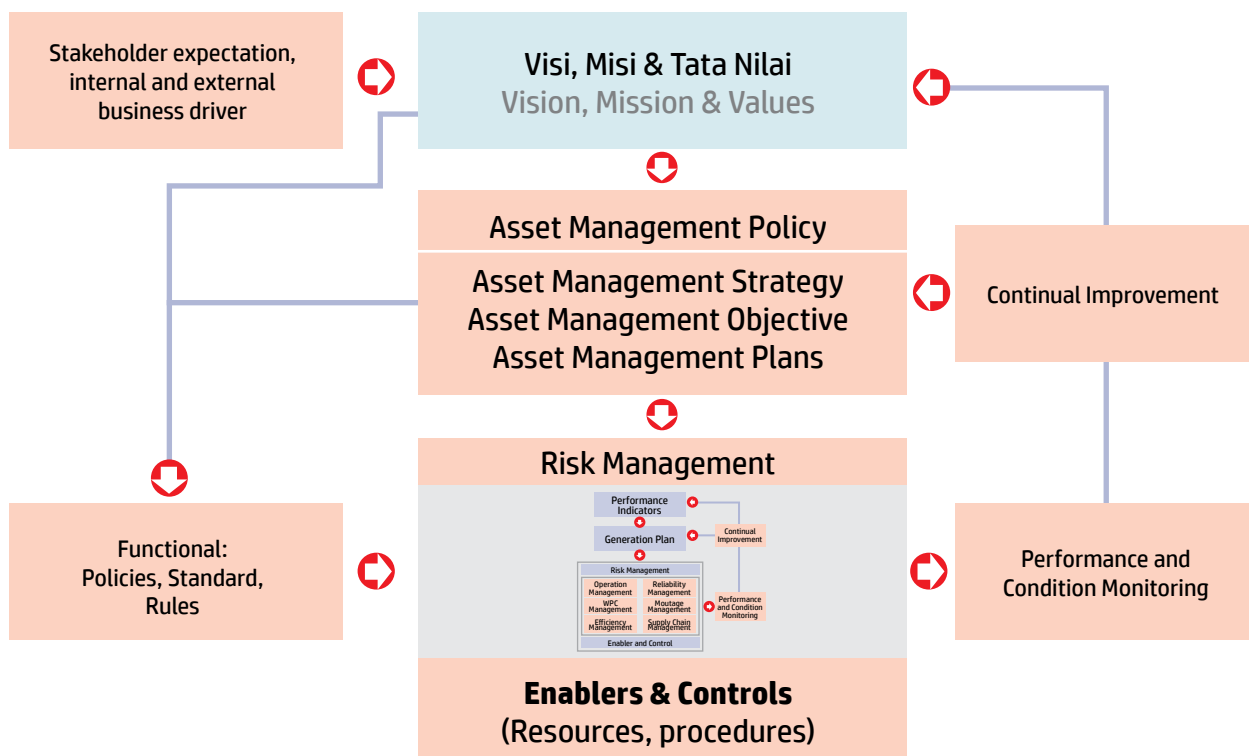 Stakeholder expectation,
internal and external
business driver
Visi, Misi & Tata Nilai
Vision, Mission & Values
Asset Management Policy
Asset Management Strategy
Asset Management Objective
Asset Management Plans
Continual Improvement
Risk Management
Performance
Indicators
Generation Plan
Continual
Improvement
Risk Management
Operation
Management
Reliability
Management
WPC
Management
Moutage
Management
Efficiency
Management
Supply Chain
Management
Enabler and Control
Performance
and Condition
Monitoring
Functional:
Policies, Standard,
Rules
Performance and
Condition Monitoring
Enablers & Controls
(Resources, procedures)